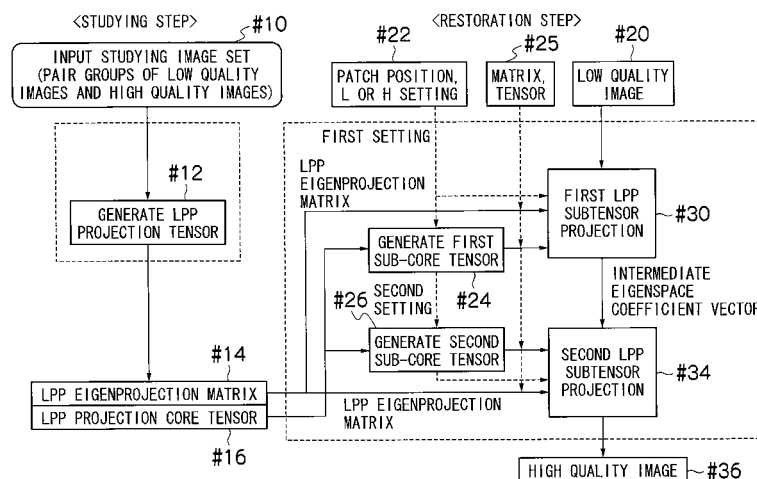 <STUDYING STEP>
#10
INPUT STUDYING IMAGE SET
(PAIR GROUPS OF LOW QUALITY
IMAGES AND HIGH QUALITY IMAGES)
#12
GENERATE LPP
PROJECTION TENSOR
#14
LPP EIGENPROJECTION MATRIX
LPP PROJECTION CORE TENSOR
#16
<RESTORATION STEP>
#22
PATCH POSITION,
L OR H SETTING
#25
MATRIX,
TENSOR
#20
LOW QUALITY
IMAGE
FIRST SETTING
LPP
EIGENPROJECTION
MATRIX
FIRST LPP
SUBTENSOR
PROJECTION
#30
GENERATE FIRST
SUB-CORE TENSOR
#24
SECOND
SETTING
INTERMEDIATE
EIGENSPACE
COEFFICIENT VECTOR
#26
GENERATE SECOND
SUB-CORE TENSOR
SECOND LPP
SUBTENSOR
PROJECTION
#34
LPP EIGENPROJECTION
MATRIX
HIGH QUALITY IMAGE
#36